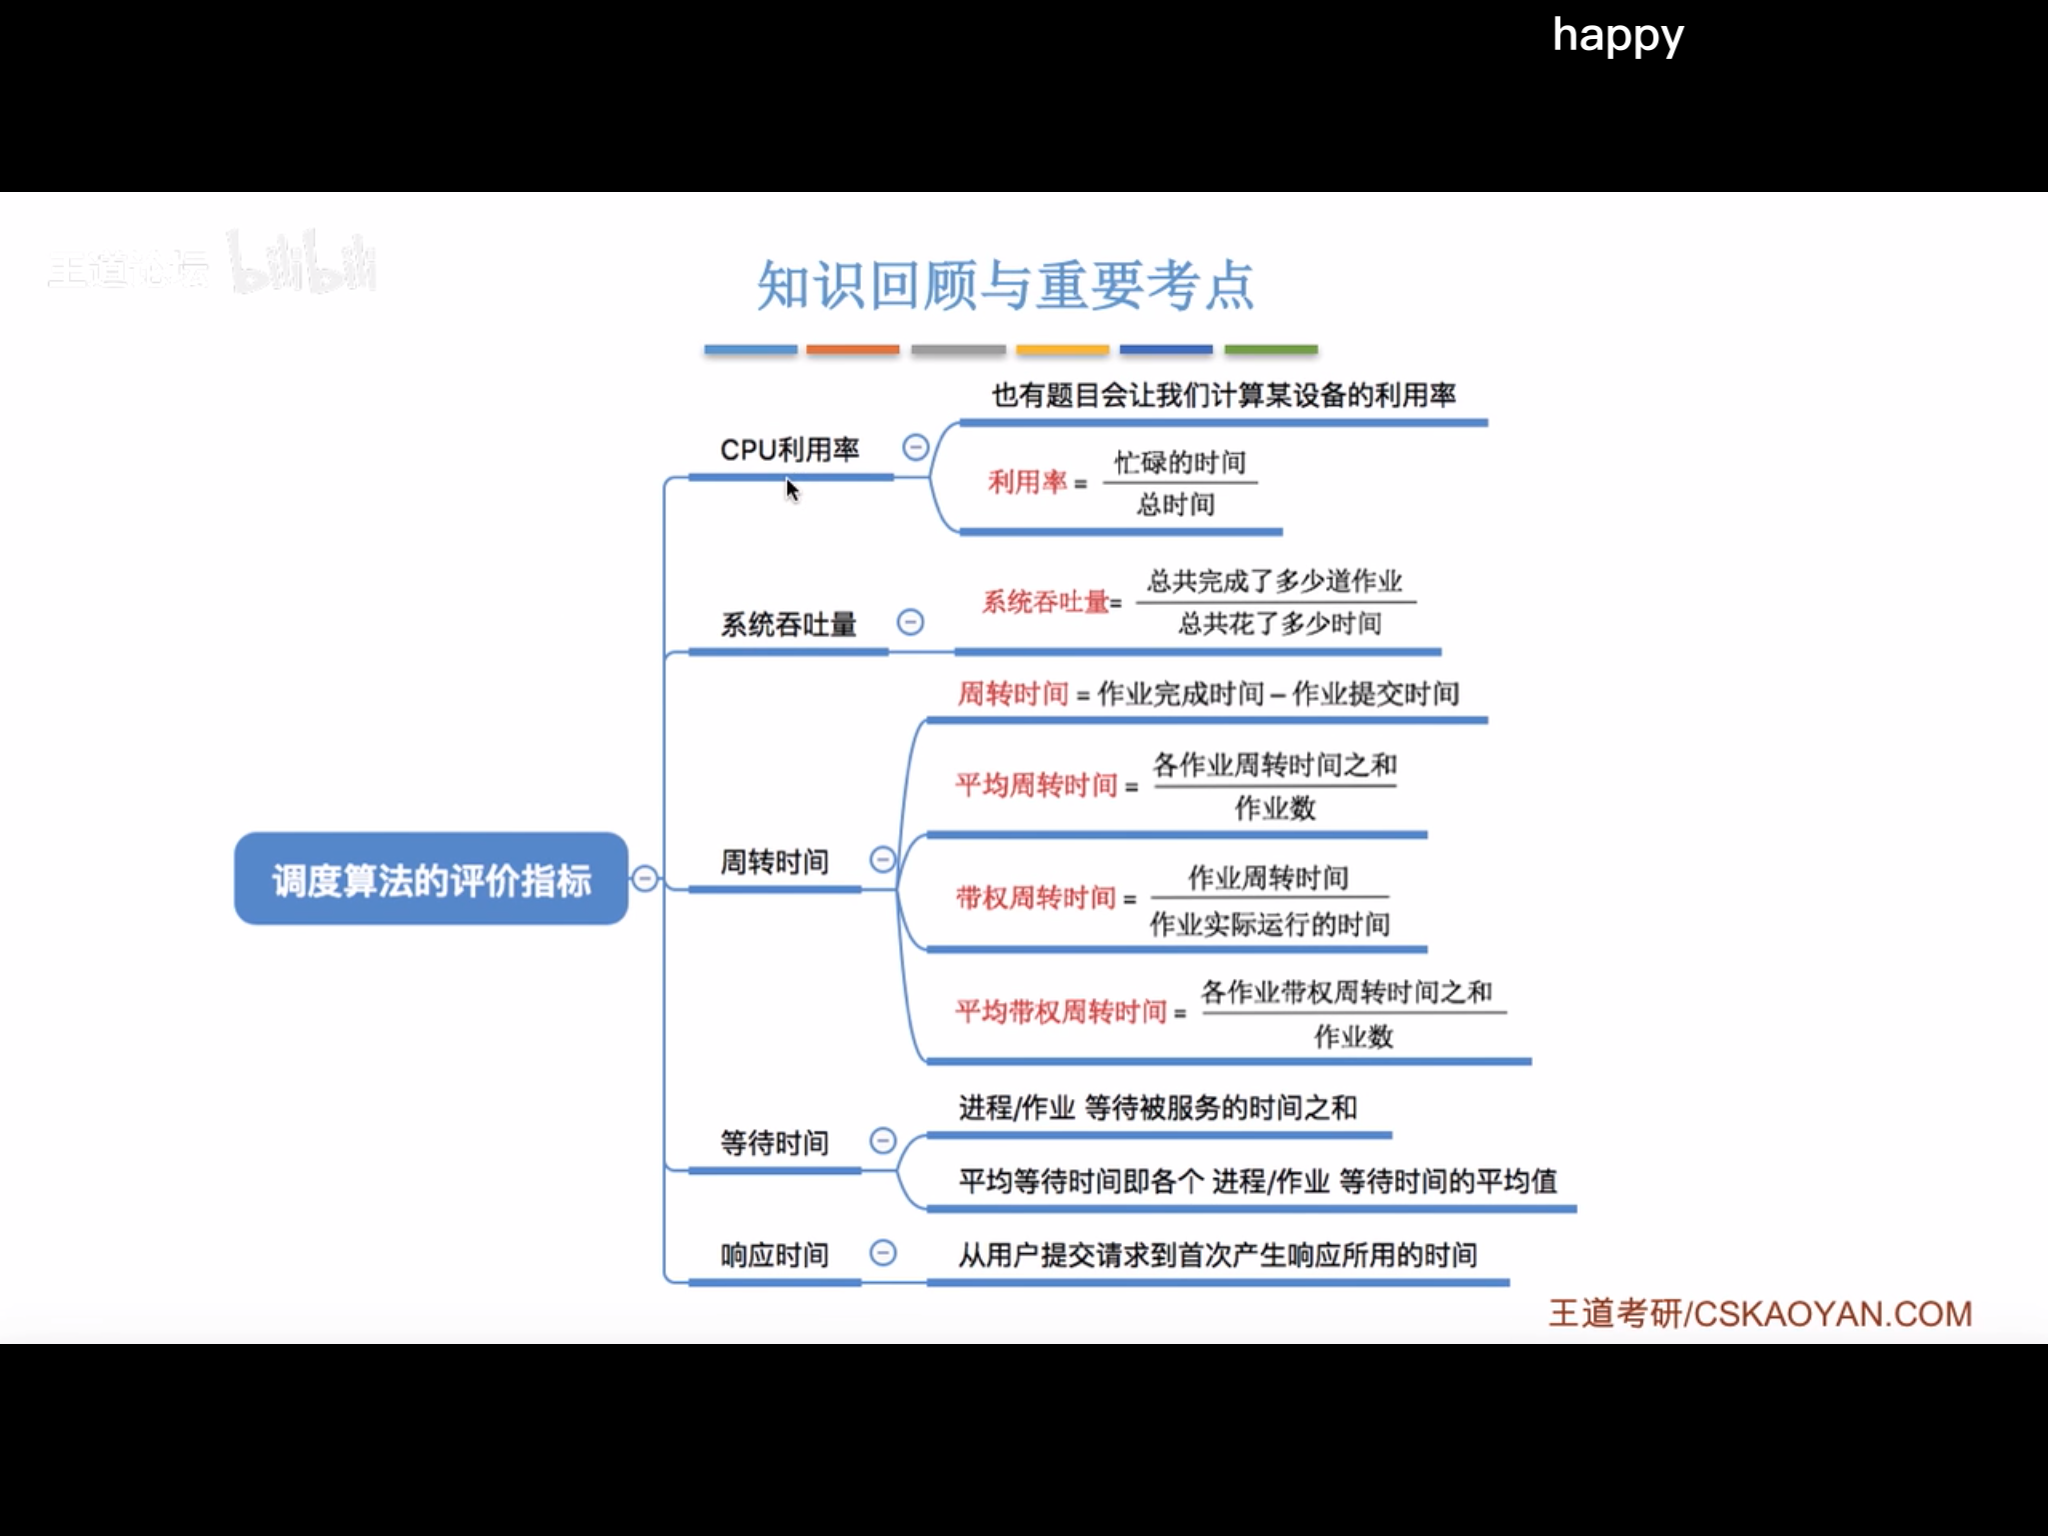 happy
王道论坛 bilibili
知识回顾与重要考点
也有题目会让我们计算某设备的利用率
CPU利用率
利用率 = 忙碌的时间
总时间
系统吞吐量
系统吞吐量= 总共完成了多少道作业
总共花了多少时间
周转时间 = 作业完成时间 – 作业提交时间
平均周转时间 = 各作业周转时间之和
作业数
周转时间
调度算法的评价指标
带权周转时间 = 作业周转时间
作业实际运行的时间
平均带权周转时间 = 各作业带权周转时间之和
作业数
进程/作业 等待被服务的时间之和
等待时间
平均等待时间即各个 进程/作业 等待时间的平均值
响应时间
从用户提交请求到首次产生响应所用的时间
王道考研/CSKAOYAN.COM